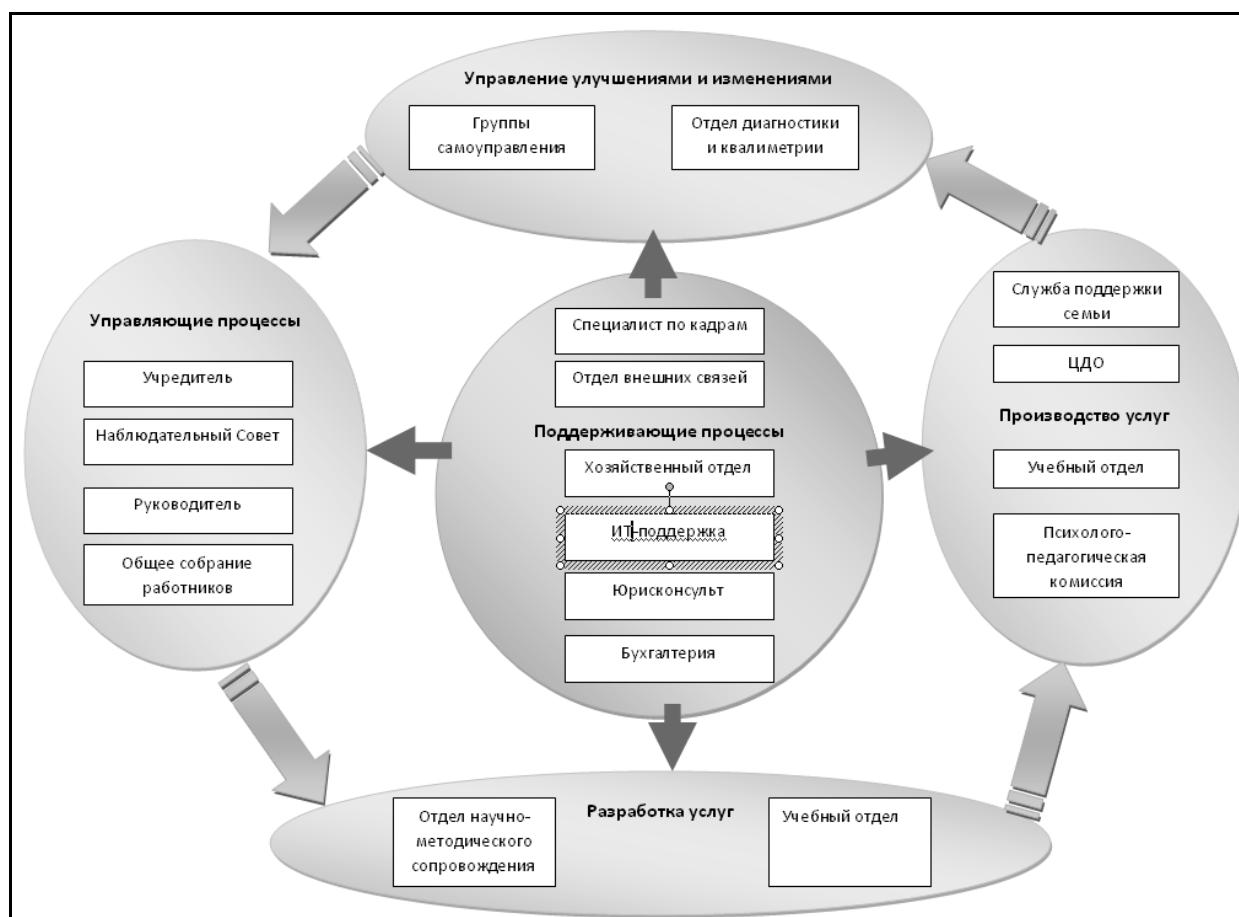 Управление улучшениями и изменениями
Группы
самоуправления
Отдел диагностики
и квалиметрии
Управляющие процессы
Учредитель
Наблюдательный Совет
Руководитель
Общее собрание
работников
Специалист по кадрам
Отдел внешних связей
Поддерживающие процессы
Хозяйственный отдел
ИТ-поддержка
Юрисконсульт
Бухгалтерия
Служба поддержки
семьи
ЦДО
Производство услуг
Учебный отдел
Психолого-
педагогическая
комиссия
Разработка услуг
Отдел научно-
методического
сопровождения
Учебный отдел